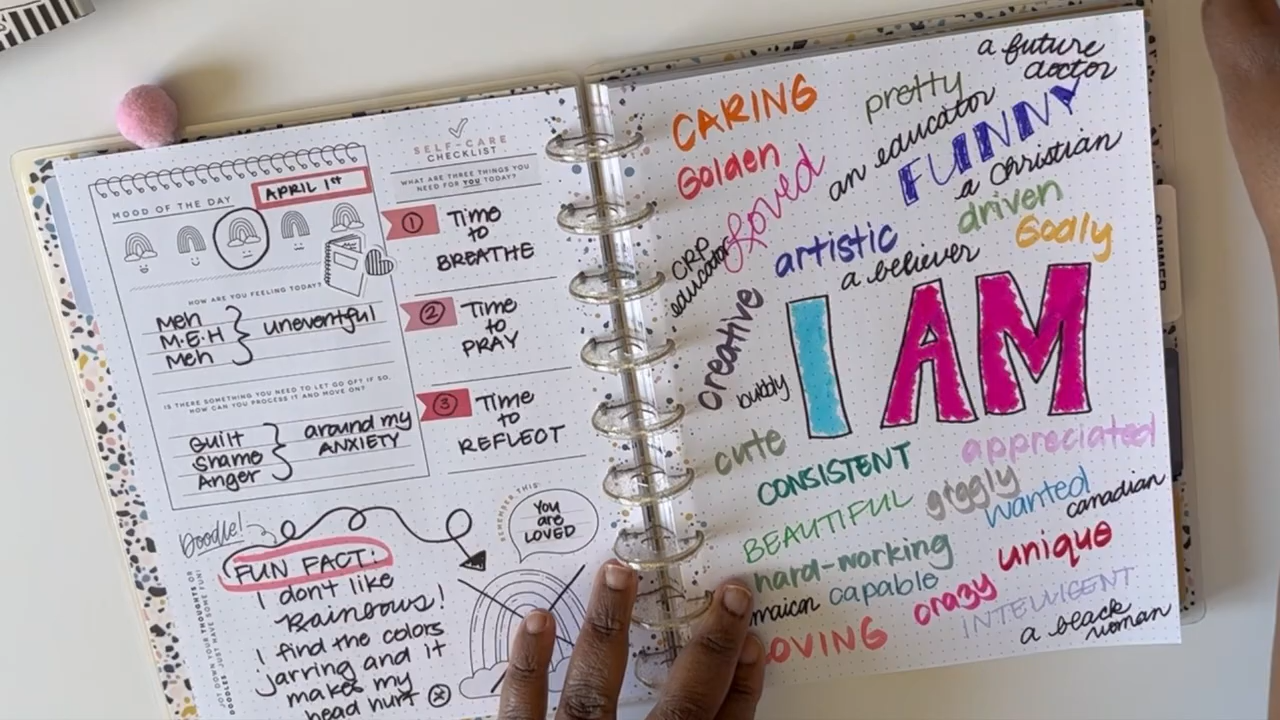 MOOD OF THE DAY
APRIL 1st
HOW ARE YOU FEELING TODAY?
Meh
M.E.H
Meh
uneventful
IS THERE SOMETHING YOU NEED TO LET GO OF? IF SO,
HOW CAN YOU PROCESS IT AND MOVE ON?
Guilt
Shame
Anger
around my
ANXIETY
SELF-CARE
CHECKLIST
WHAT ARE THREE THINGS YOU
NEED FOR YOU TODAY?
1
Time
to
BREATHE
2
Time
to
PRAY
3
Time
to
REFLECT
Doodle!
FUN FACT:
I don't like
Rainbows!
I find the colors
jarring and it
makes my
head hurt
REMEMBER THIS
You
are
LOVED
a future
doctor
CARING
pretty
an educator
FUNNY
Golden
Loved
a Christian
driven
Godly
artistic
a believer
CRP
educator
creative
bubbly
I AM
cute
CONSISTENT
appreciated
BEAUTIFUL
giggly
wanted
canadian
hard-working
unique
capable
crazy
INTELLIGENT
a black
woman
SUMMER